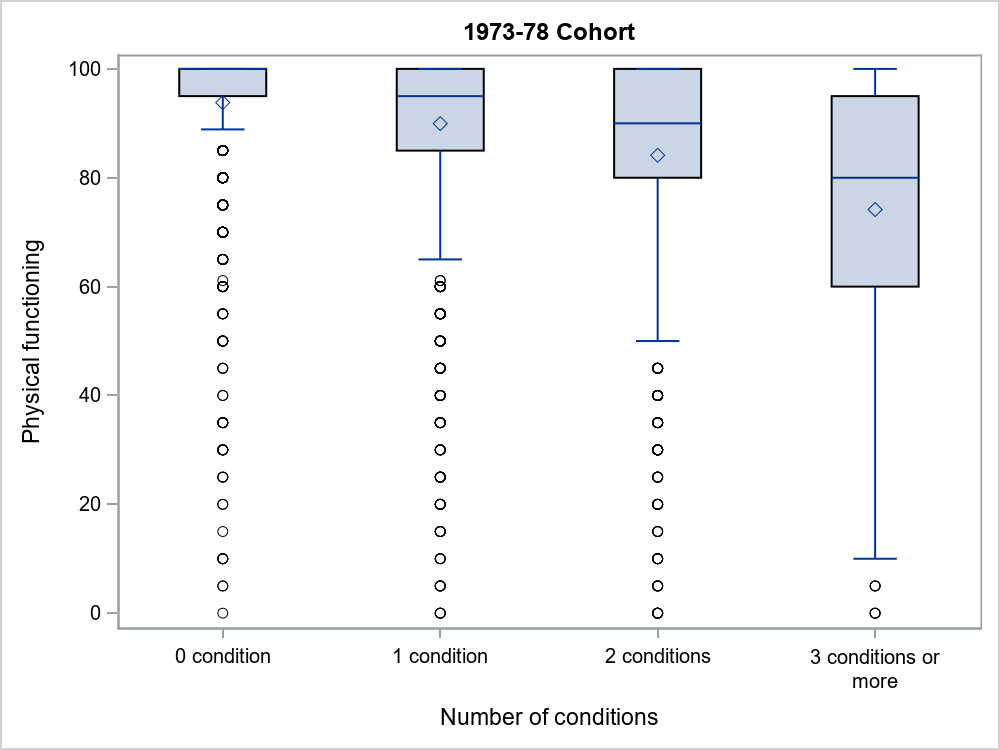 1973-78 Cohort
Physical functioning
100
80
60
40
20
0
0 condition
1 condition
2 conditions
3 conditions or
more
Number of conditions